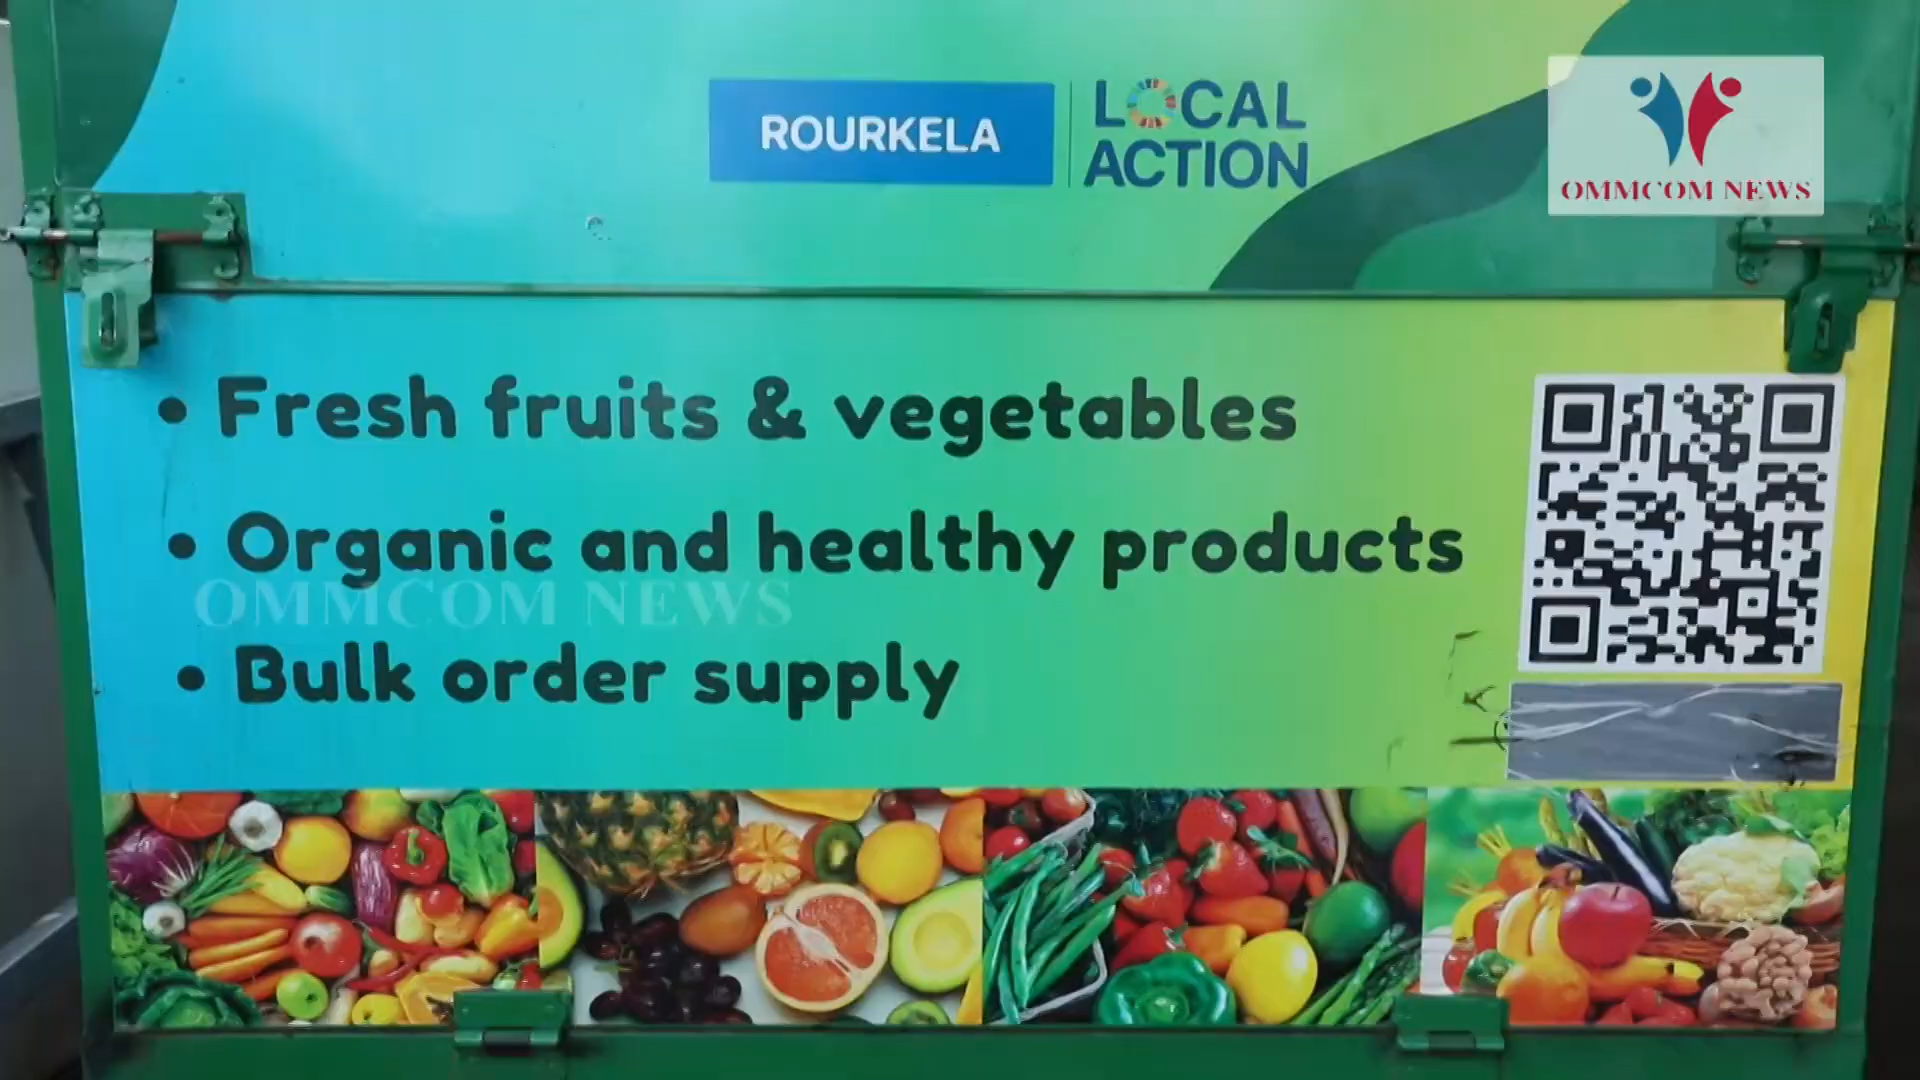 ROURKELA
LOCAL
ACTION
OMMCOM NEWS
• Fresh fruits & vegetables
• Organic and healthy products
OMMCOM NEWS
• Bulk order supply